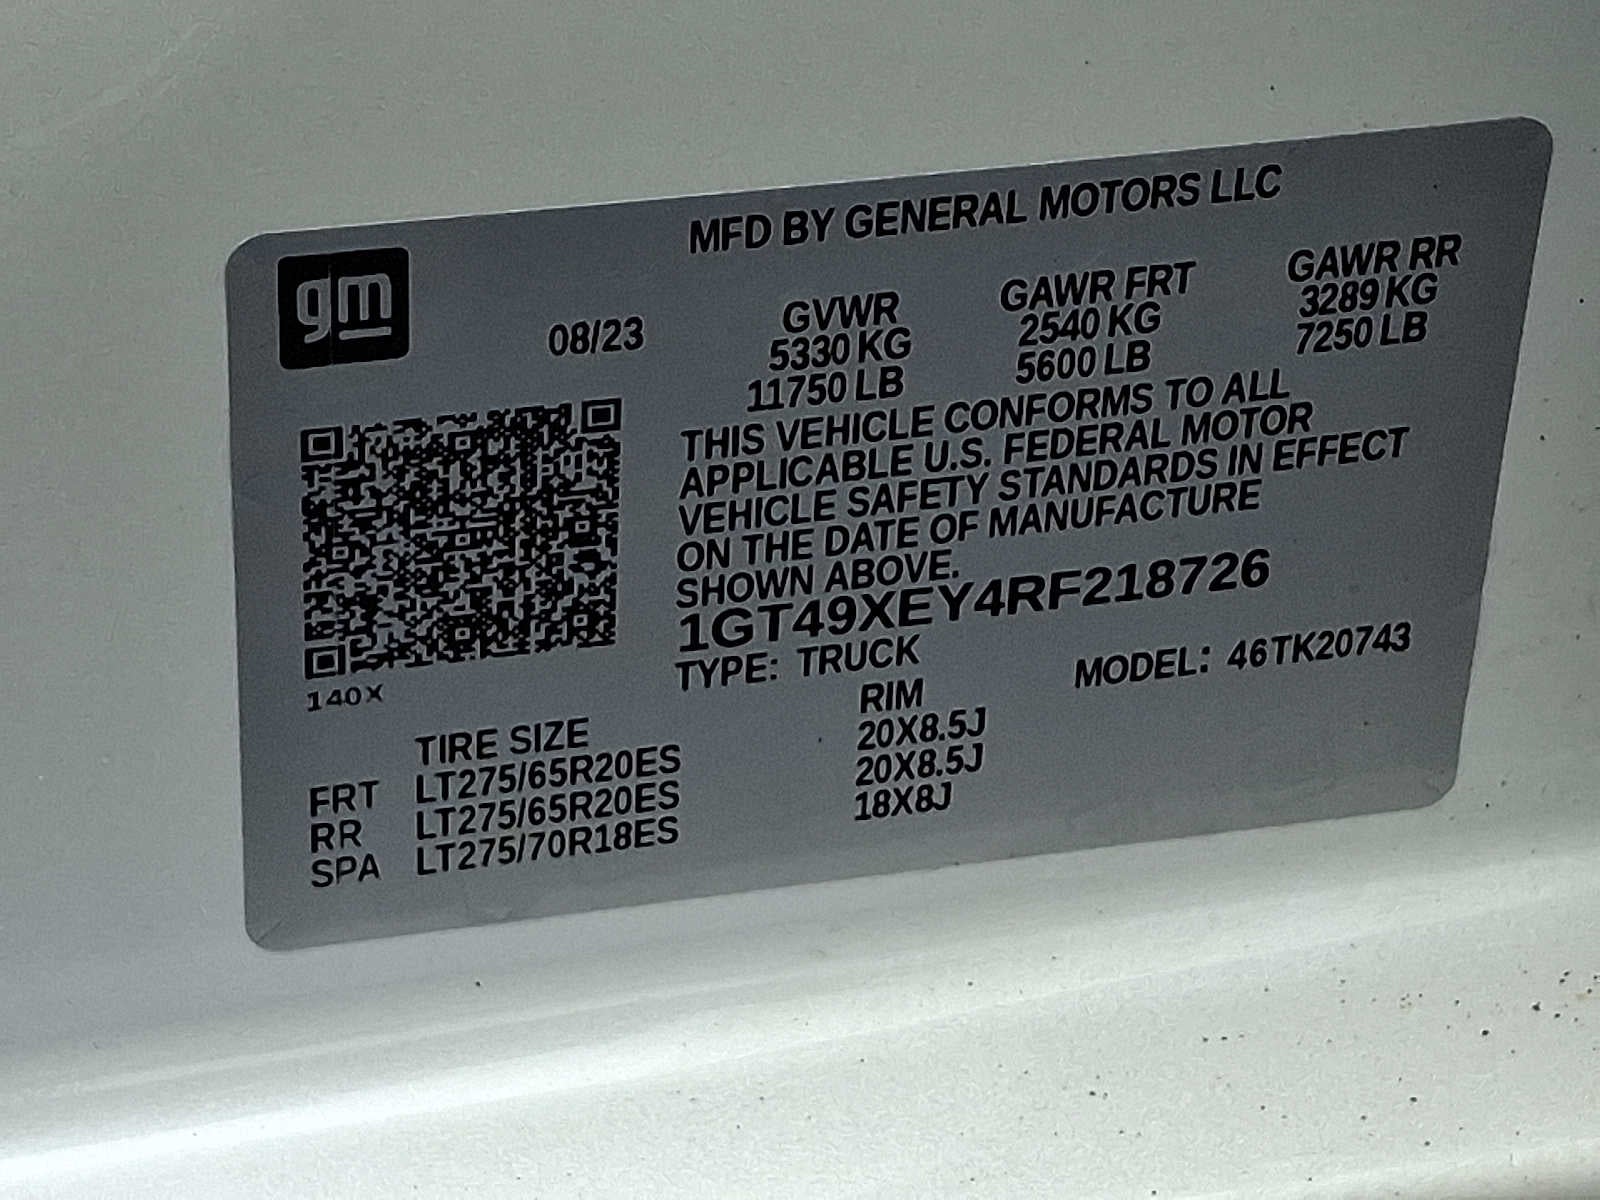 gm
MFD BY GENERAL MOTORS LLC
08/23
GVWR GAWR FRT GAWR RR
5330 KG 2540 KG 3289 KG
11750 LB 5600 LB 7250 LB
THIS VEHICLE CONFORMS TO ALL
APPLICABLE U.S. FEDERAL MOTOR
VEHICLE SAFETY STANDARDS IN EFFECT
ON THE DATE OF MANUFACTURE
SHOWN ABOVE.
1GT49XEY4RF218726
TYPE: TRUCK MODEL: 46TK20743
140X
TIRE SIZE RIM
FRT LT275/65R20ES 20X8.5J
RR LT275/65R20ES 20X8.5J
SPA LT275/70R18ES 18X8J